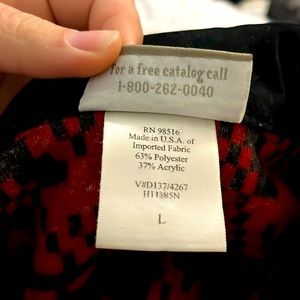 for a free catalog call
1-800-262-0040
RN 98516
Made in U.S.A. of
Imported Fabric
63% Polyester
37% Acrylic
V#D137/4267
H11385N
L